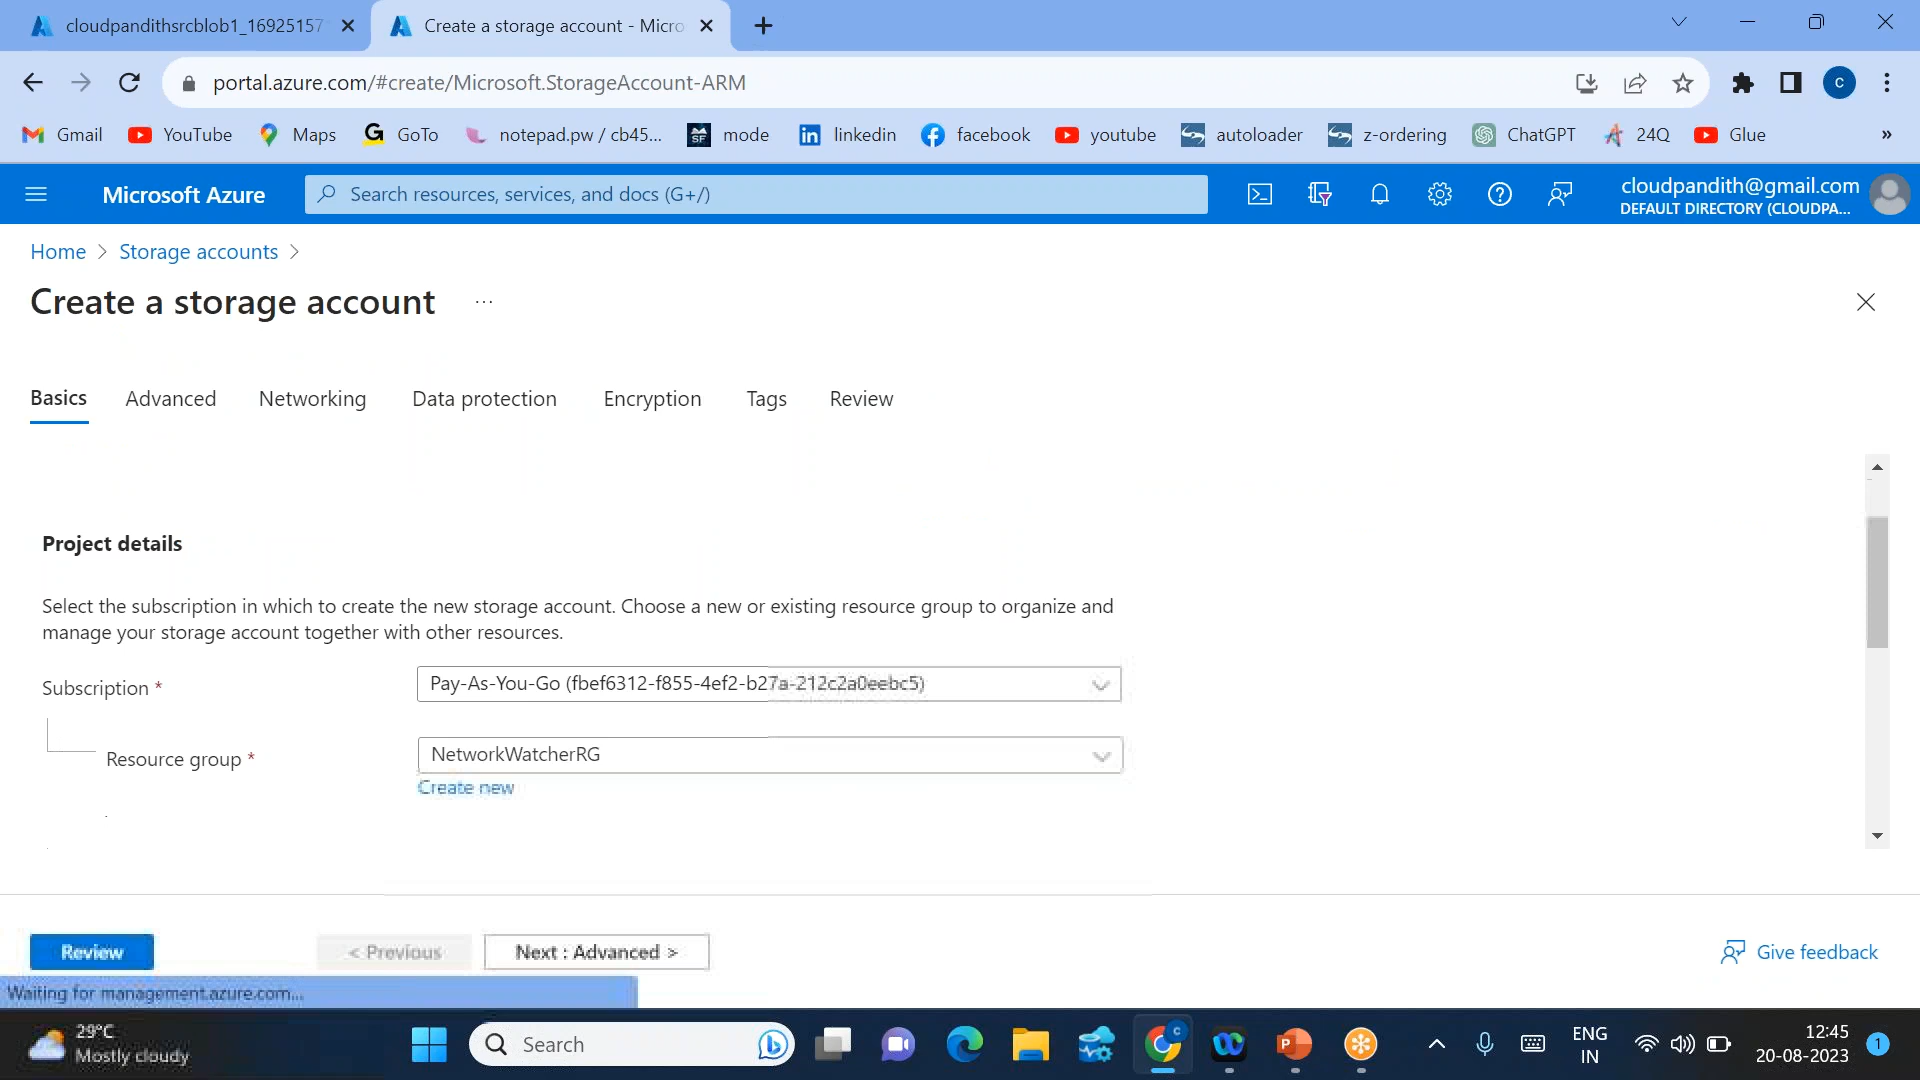 cloudpandithsrcblob1_16925157
Create a storage account - Micro
portal.azure.com/#create/Microsoft.StorageAccount-ARM
C
Gmail
YouTube
Maps
GoTo
notepad.pw / cb45...
mode
linkedin
facebook
youtube
autoloader
z-ordering
ChatGPT
24Q
Glue
»
Microsoft Azure
Search resources, services, and docs (G+/)
cloudpandith@gmail.com
DEFAULT DIRECTORY (CLOUDPA...
Home > Storage accounts >
Create a storage account ...
Basics
Advanced
Networking
Data protection
Encryption
Tags
Review
Project details
Select the subscription in which to create the new storage account. Choose a new or existing resource group to organize and
manage your storage account together with other resources.
Subscription *
Pay-As-You-Go (fbef6312-f855-4ef2-b27a-212c2a0eebc5)
Resource group *
NetworkWatcherRG
Create new
Review
< Previous
Next : Advanced >
Give feedback
Waiting for management.azure.com...
29°C
Mostly cloudy
Search
ENG
IN
12:45
20-08-2023
1